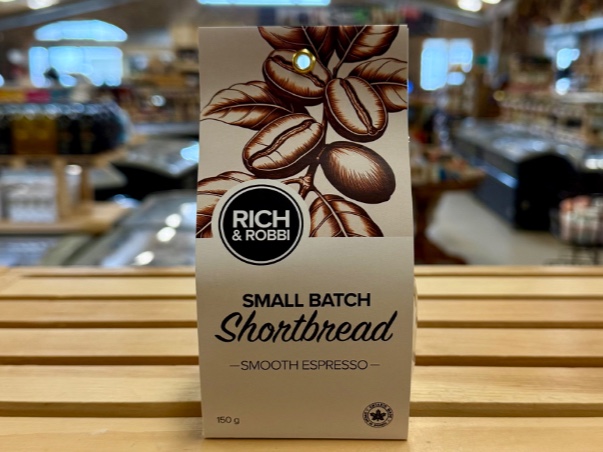 RICH
& ROBBI
SMALL BATCH
Shortbread
—SMOOTH ESPRESSO—
150 g